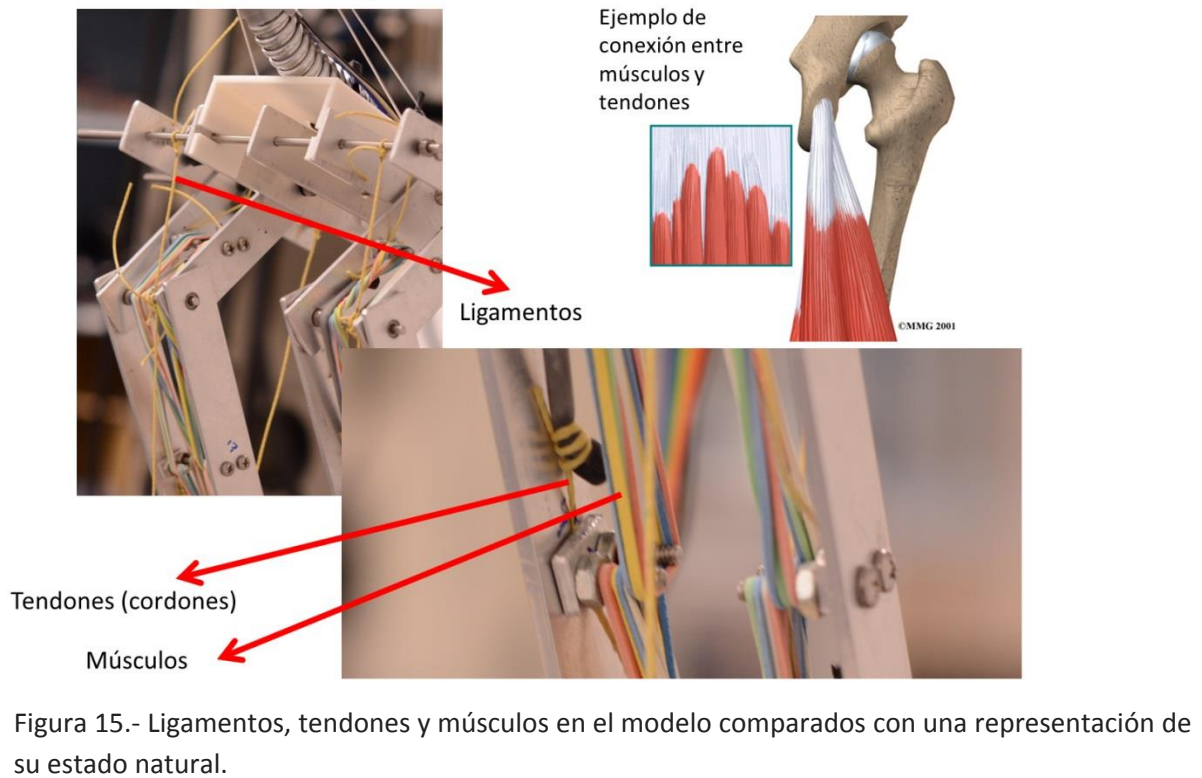 Ejemplo de
conexión entre
músculos y
tendones
Ligamentos
©MMG 2001
Tendones (cordones)
Músculos
Figura 15.- Ligamentos, tendones y músculos en el modelo comparados con una representación de
su estado natural.